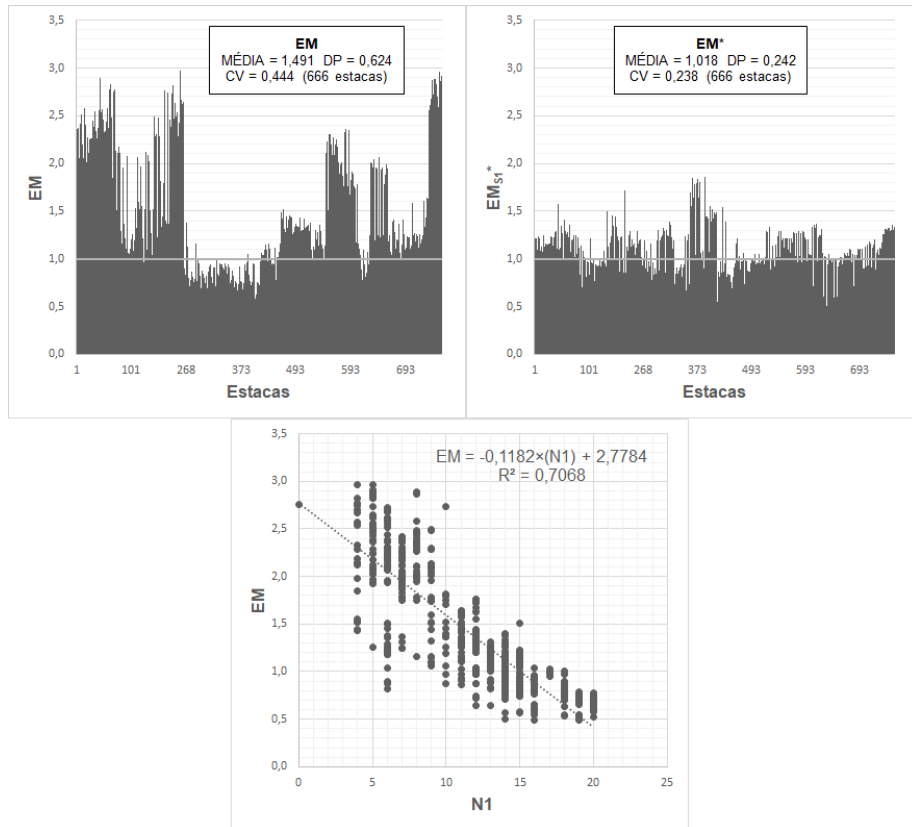 3,5
3,0
2,5
2,0
1,5
1,0
0,5
0,0
EM
EM
MÉDIA = 1,491 DP = 0,624
CV = 0,444 (666 estacas)
1 101 268 373 493 593 693
Estacas
3,5
3,0
2,5
2,0
1,5
1,0
0,5
0,0
EM_S1*
EM*
MÉDIA = 1,018 DP = 0,242
CV = 0,238 (666 estacas)
1 101 268 373 493 593 693
Estacas
3,5
3,0
2,5
2,0
1,5
1,0
0,5
0,0
EM
EM = -0,1182×(N1) + 2,7784
R² = 0,7068
0 5 10 15 20 25
N1